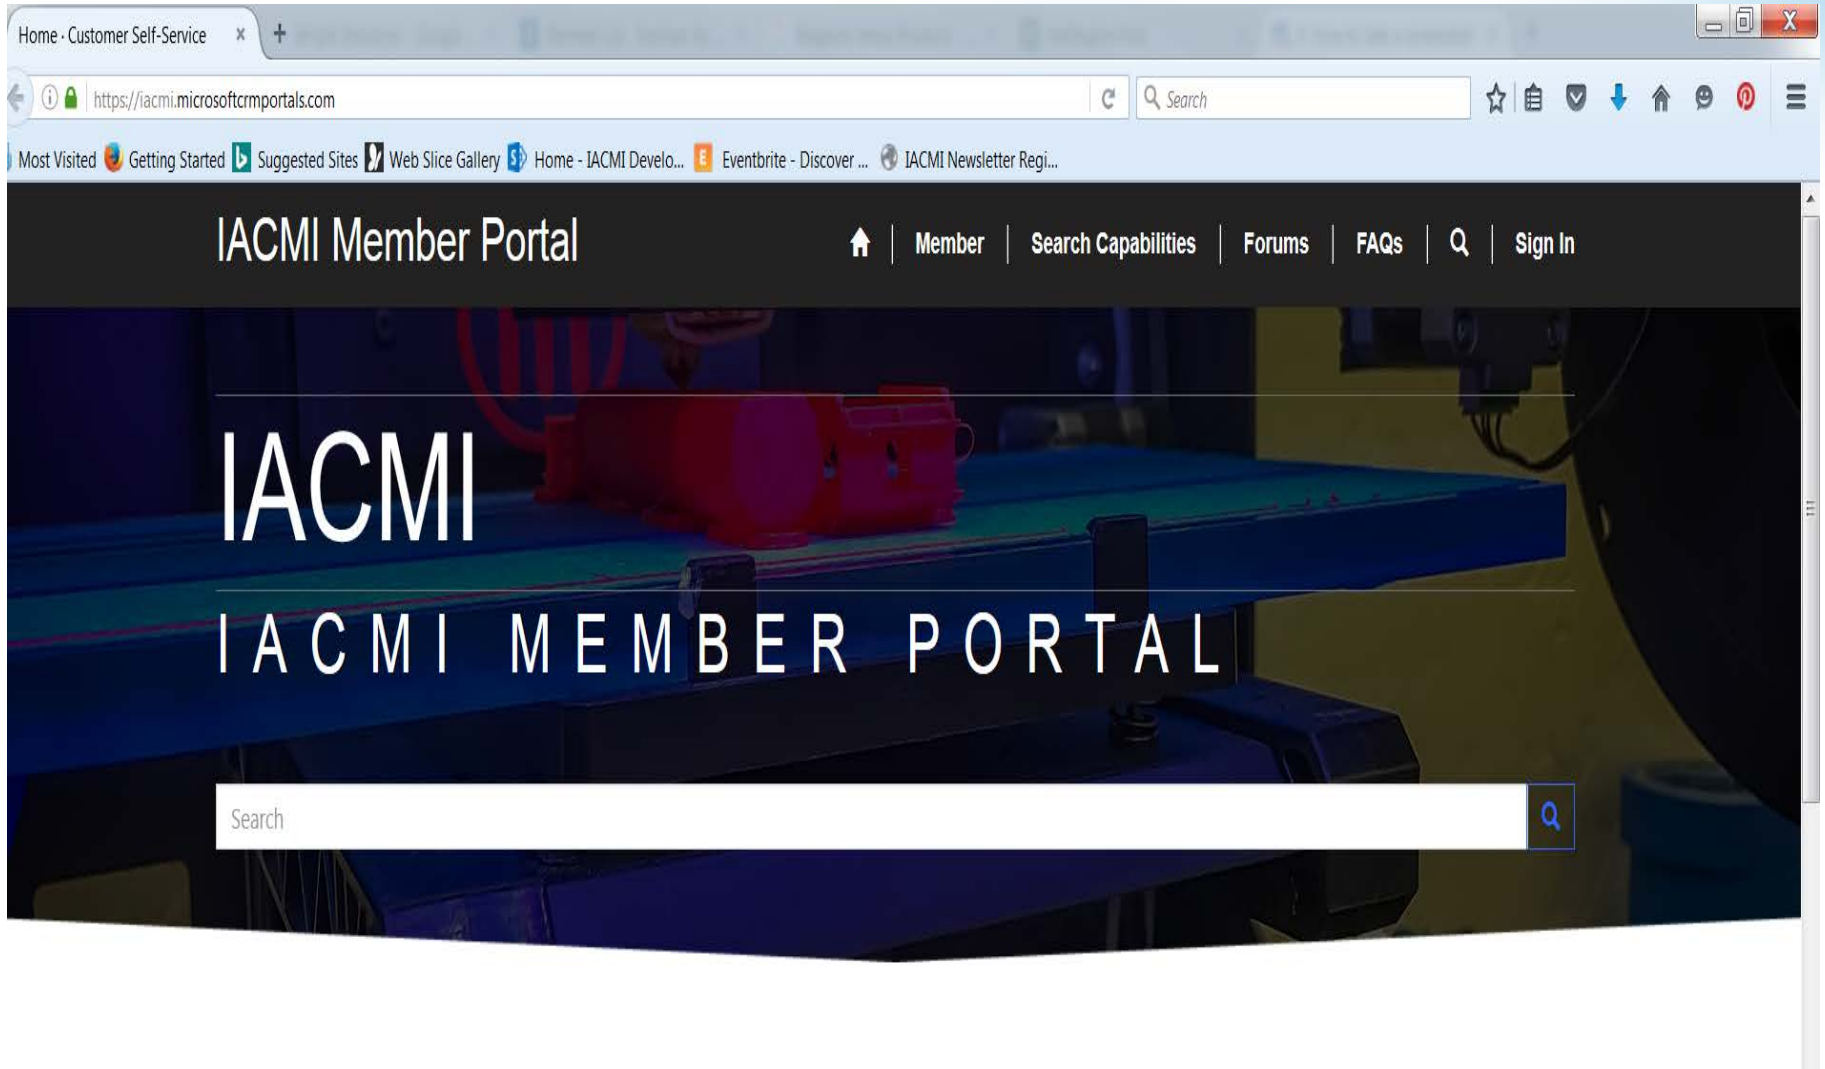 Home · Customer Self-Service
https://iacmi.microsoftcrmportals.com
Search
Most Visited Getting Started Suggested Sites Web Slice Gallery Home - IACMI Develo... Eventbrite - Discover ... IACMI Newsletter Regi...
IACMI Member Portal
Member | Search Capabilities | Forums | FAQs | Sign In
IACMI
IACMI MEMBER PORTAL
Search